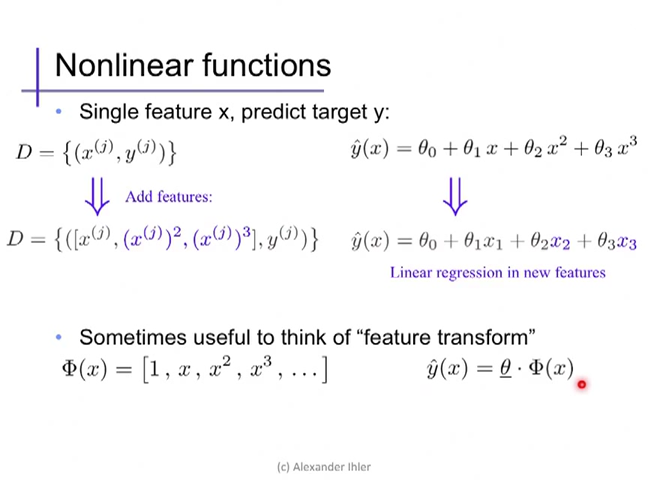 Nonlinear functions
• Single feature x, predict target y:
D = {(x^{(j)}, y^{(j)})}
ŷ(x) = θ₀ + θ₁ x + θ₂ x² + θ₃ x³
⇓ Add features: ⇓
D = {([x^{(j)}, (x^{(j)})², (x^{(j)})³], y^{(j)})}
ŷ(x) = θ₀ + θ₁x₁ + θ₂x₂ + θ₃x₃
Linear regression in new features
• Sometimes useful to think of “feature transform”
Φ(x) = [1, x, x², x³, ...]
ŷ(x) = θ · Φ(x)
(c) Alexander Ihler